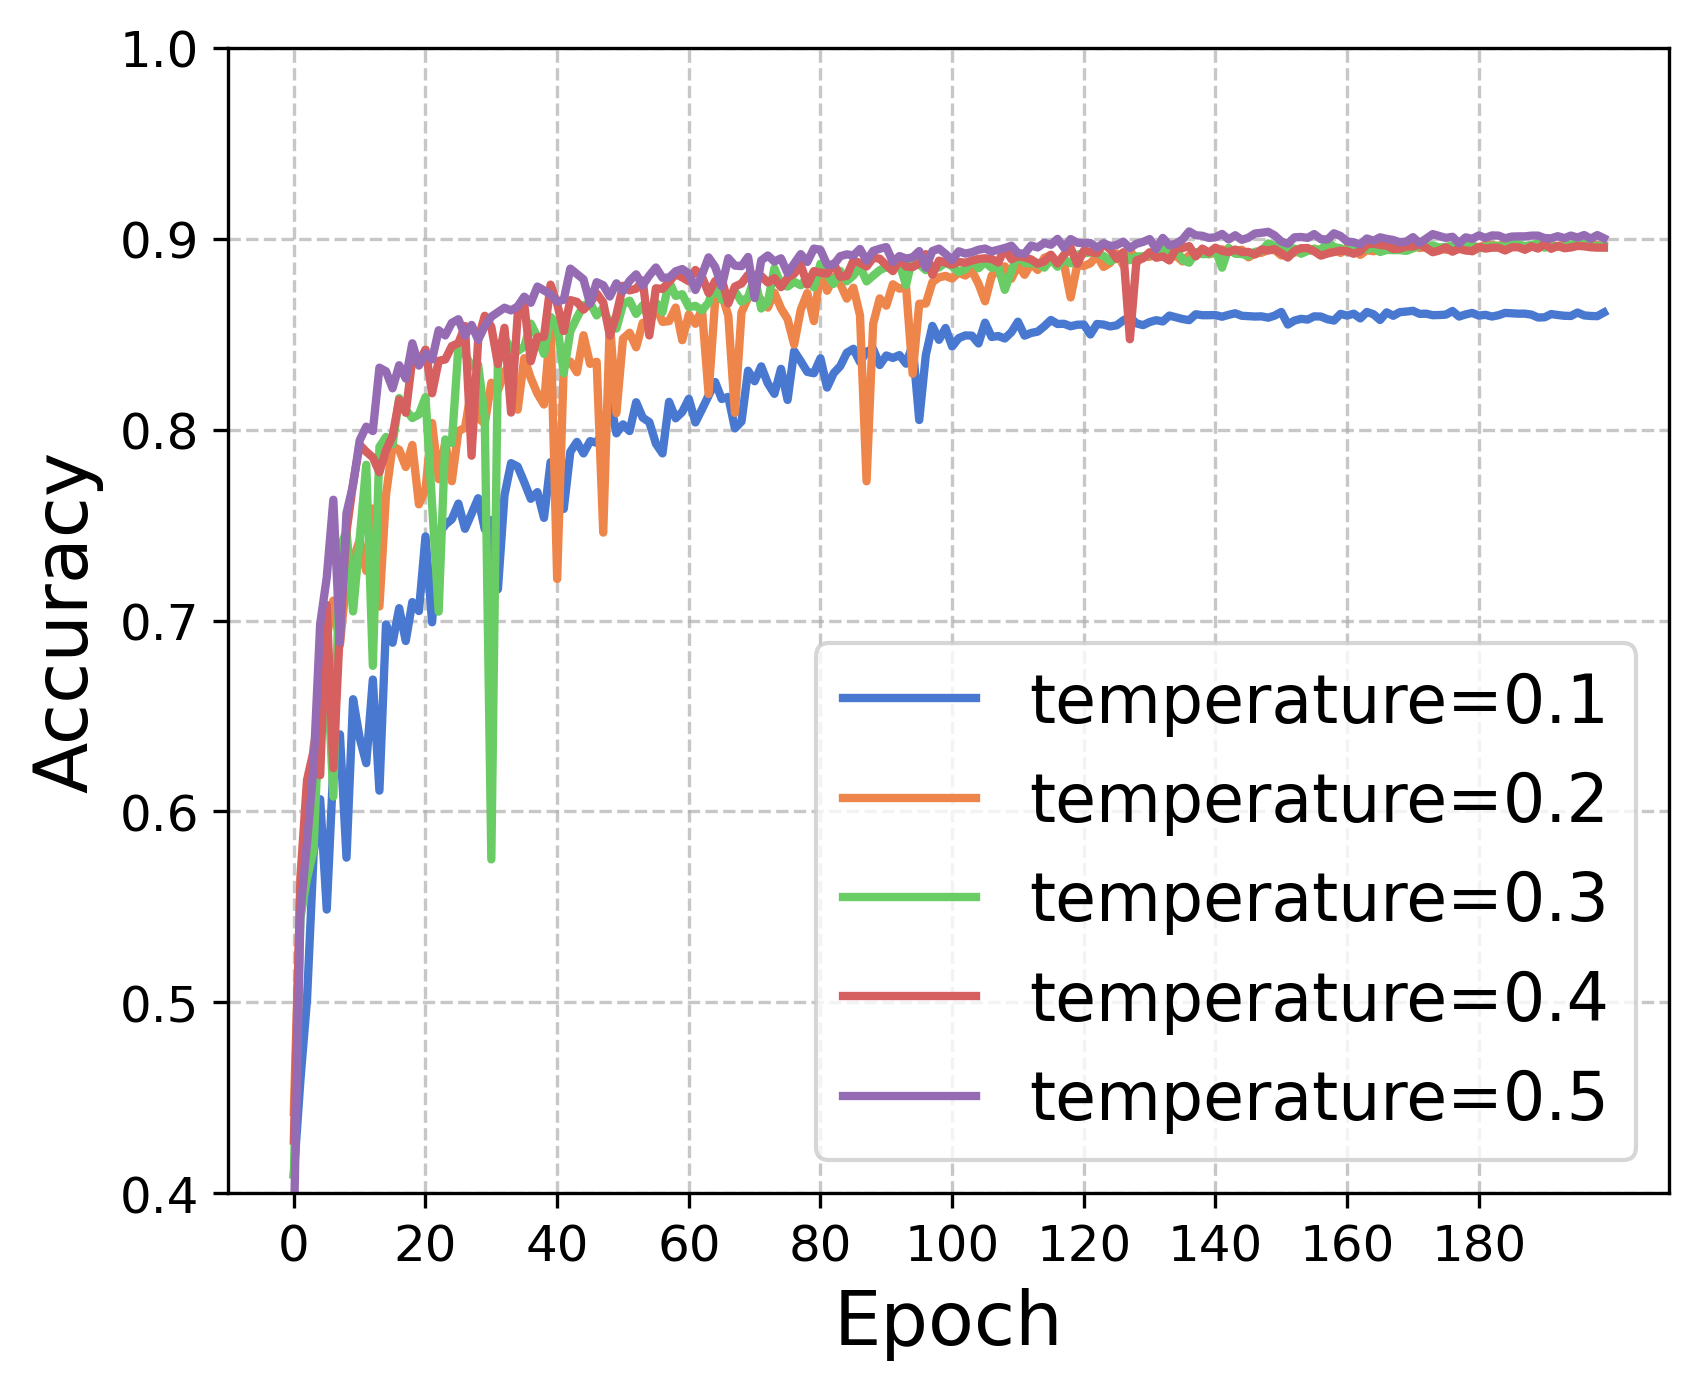 1.0
0.9
0.8
0.7
0.6
0.5
0.4
Accuracy
temperature=0.1
temperature=0.2
temperature=0.3
temperature=0.4
temperature=0.5
0 20 40 60 80 100 120 140 160 180
Epoch